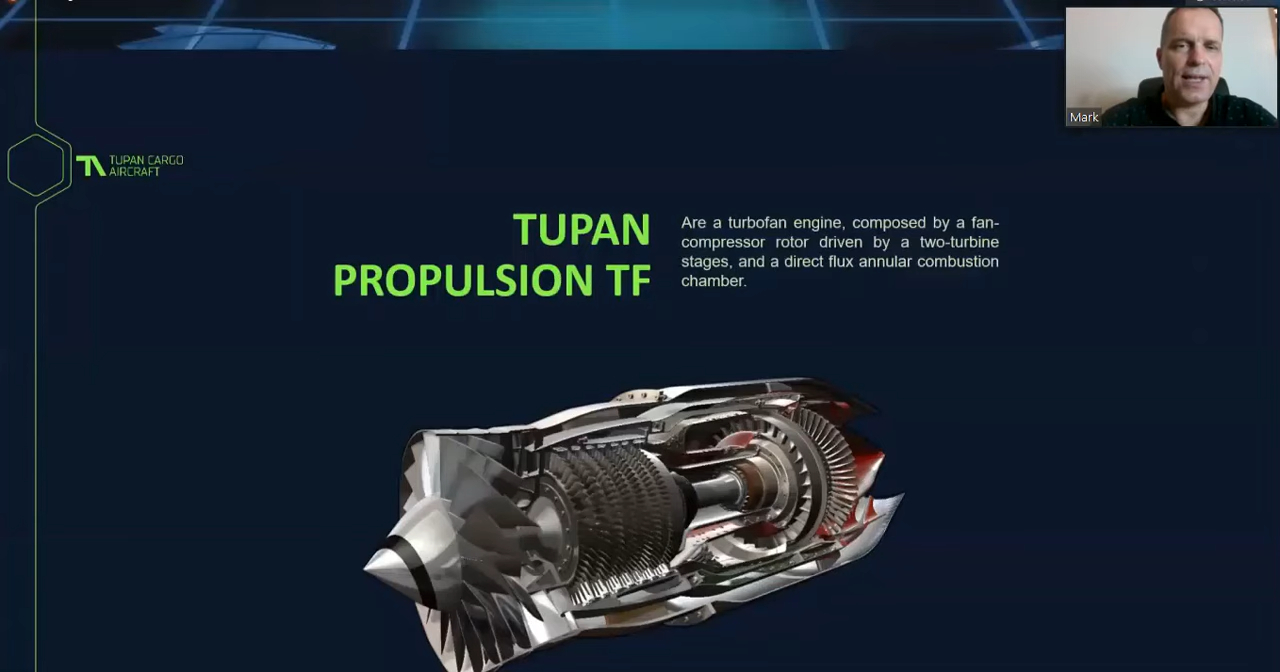 Mark
TUPAN CARGO
AIRCRAFT
TUPAN
PROPULSION TF
Are a turbofan engine, composed by a fan-
compressor rotor driven by a two-turbine
stages, and a direct flux annular combustion
chamber.